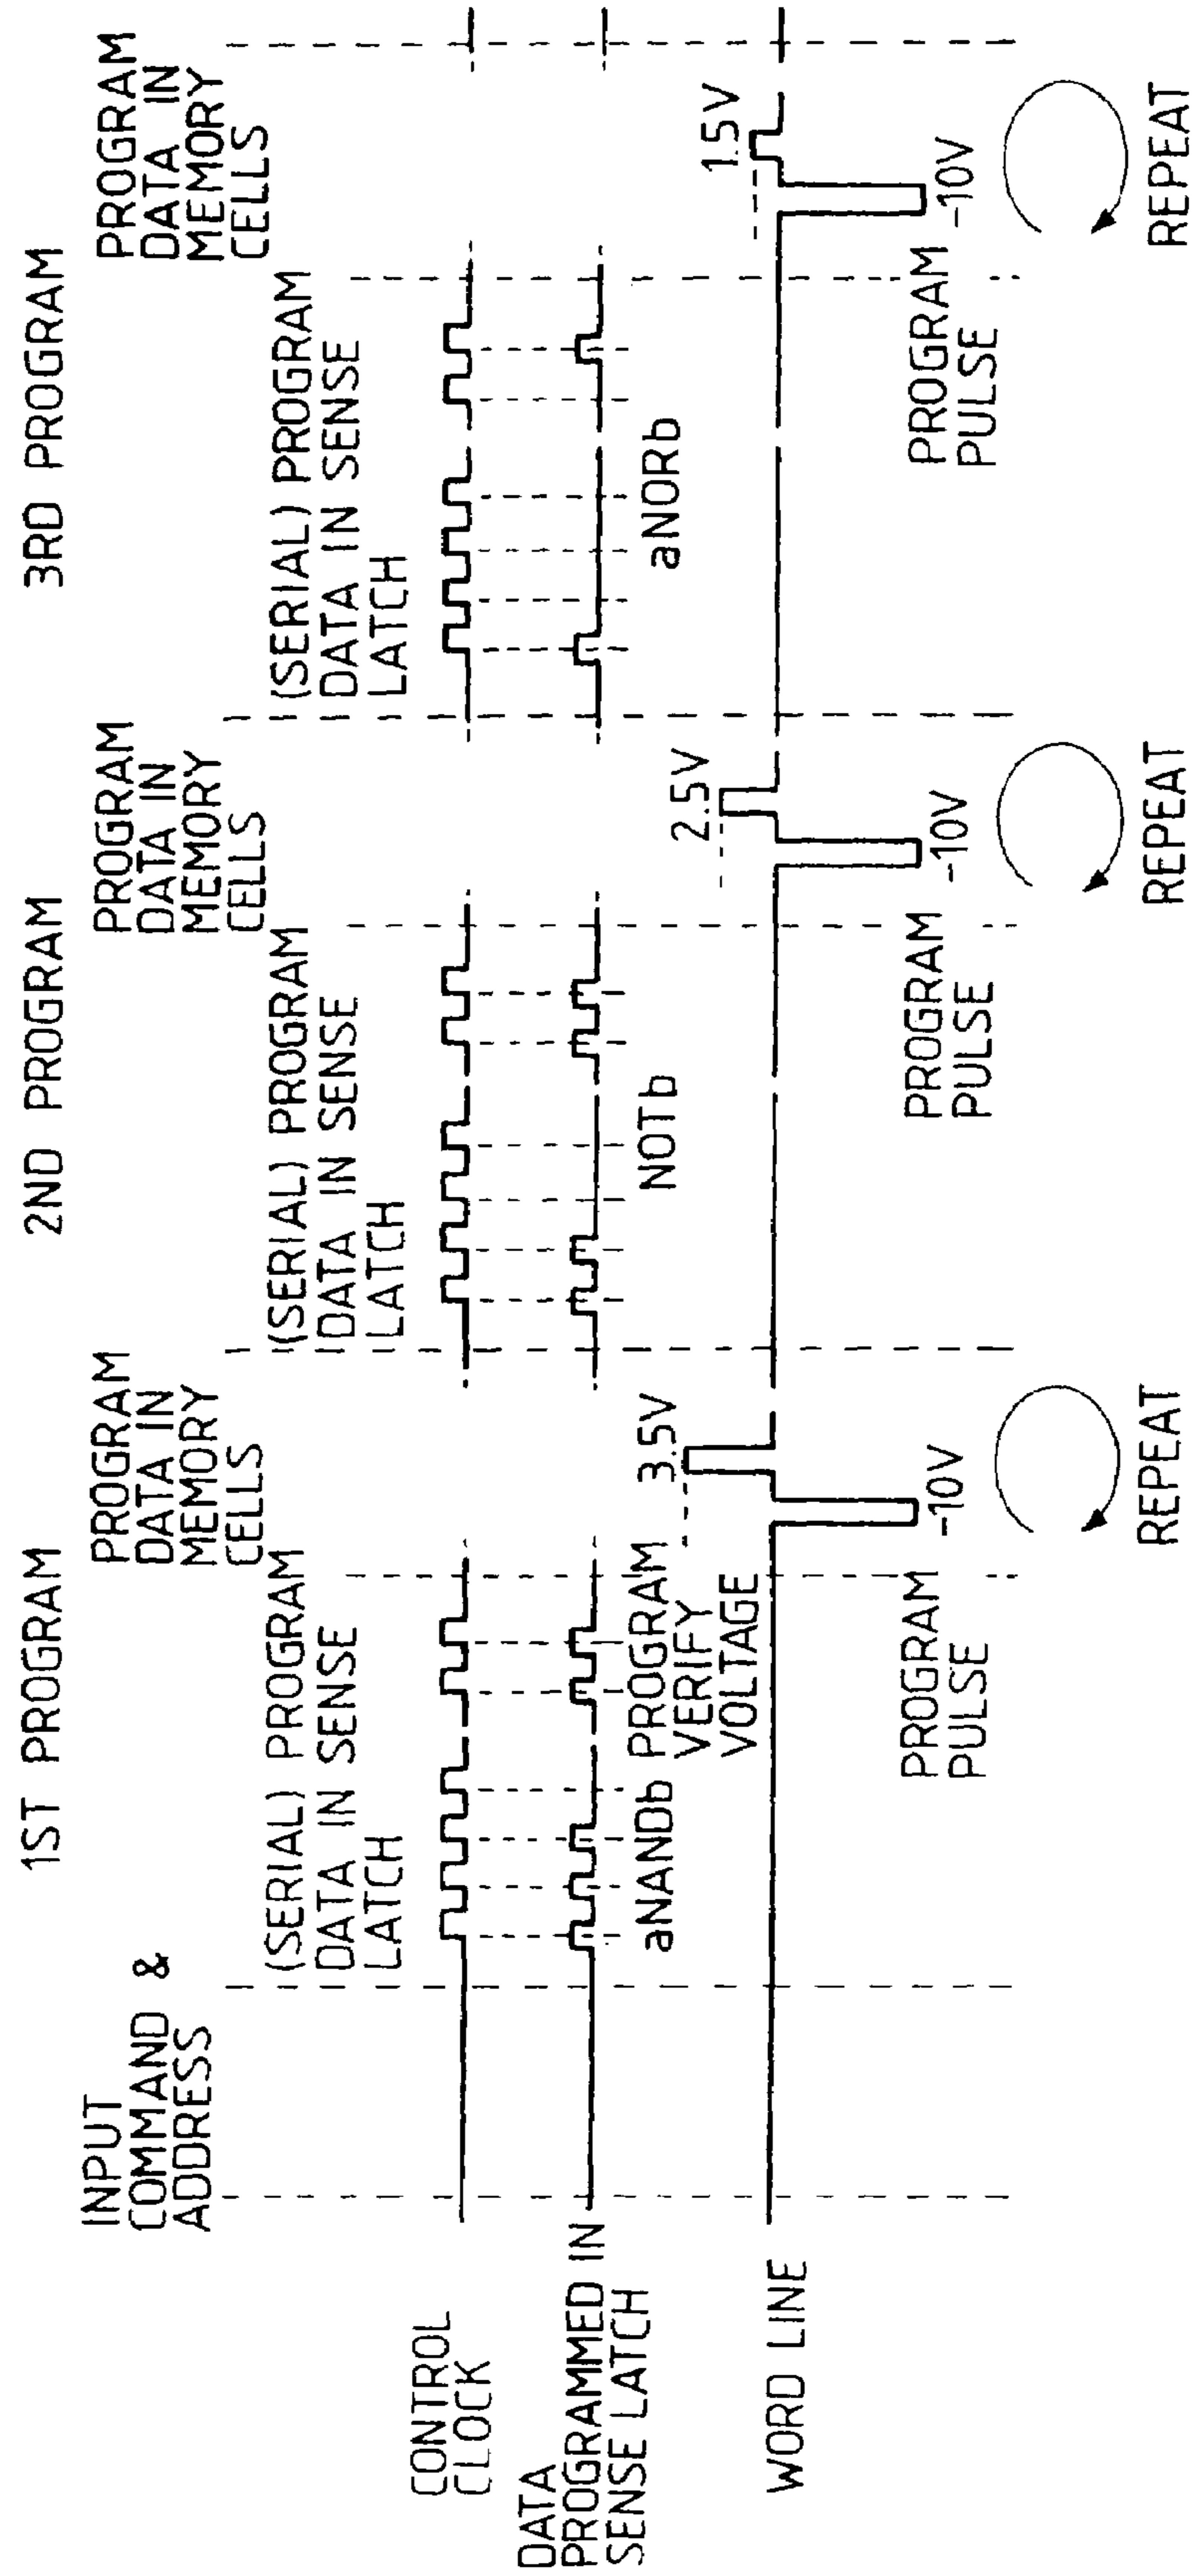 1ST PROGRAM
2ND PROGRAM
3RD PROGRAM
INPUT
COMMAND &
ADDRESS
PROGRAM
DATA IN
MEMORY
CELLS
PROGRAM
DATA IN
MEMORY
CELLS
PROGRAM
DATA IN
MEMORY
CELLS
(SERIAL) PROGRAM
DATA IN SENSE
LATCH
(SERIAL) PROGRAM
DATA IN SENSE
LATCH
(SERIAL) PROGRAM
DATA IN SENSE
LATCH
CONTROL
CLOCK
DATA
PROGRAMMED IN
SENSE LATCH
aNANDb
NOTb
aNORb
PROGRAM
VERIFY
VOLTAGE
3.5V
2.5V
1.5V
WORD LINE
PROGRAM
PULSE
-10V
PROGRAM
PULSE
-10V
PROGRAM
PULSE
-10V
REPEAT
REPEAT
REPEAT